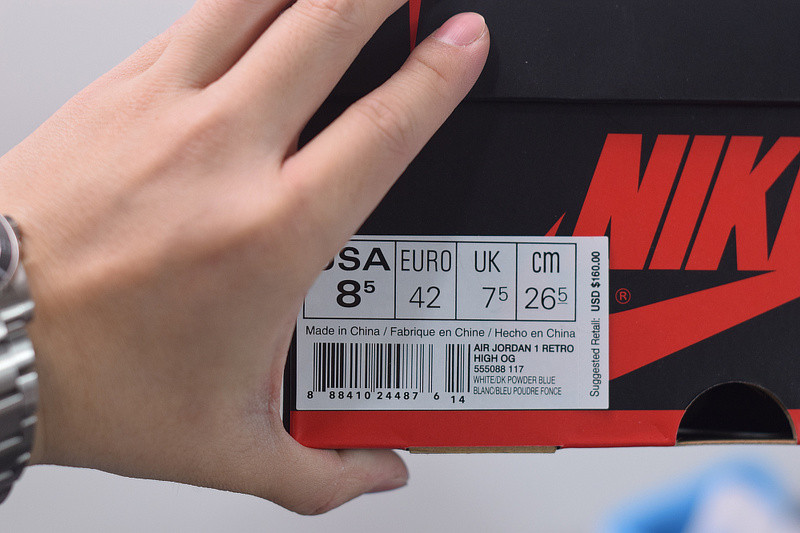 NIK
®
USA EURO UK cm
8⁵ 42 7⁵ 26⁵
Made in China / Fabrique en Chine / Hecho en China
AIR JORDAN 1 RETRO
HIGH OG
555088 117
WHITE/DK POWDER BLUE
BLANC/BLEU POUDRE FONCE
8 88410 24487 6 14
Suggested Retail: USD $160.00